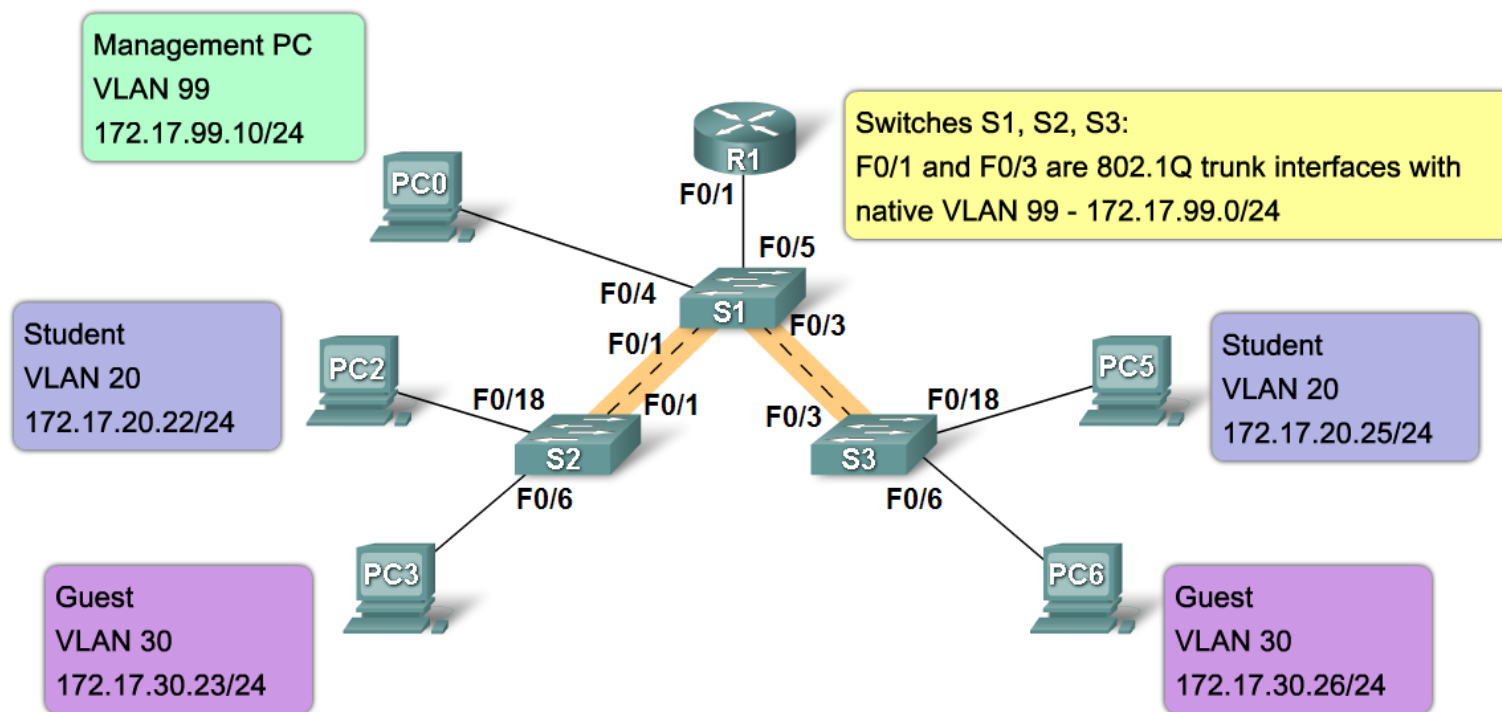 Management PC
VLAN 99
172.17.99.10/24
PC0
R1
F0/1
Switches S1, S2, S3:
F0/1 and F0/3 are 802.1Q trunk interfaces with
native VLAN 99 - 172.17.99.0/24
F0/5
F0/4
S1
F0/3
F0/1
Student
VLAN 20
172.17.20.22/24
PC2
F0/18
F0/1
S2
F0/6
F0/3
F0/18
S3
F0/6
PC5
Student
VLAN 20
172.17.20.25/24
Guest
VLAN 30
172.17.30.23/24
PC3
PC6
Guest
VLAN 30
172.17.30.26/24